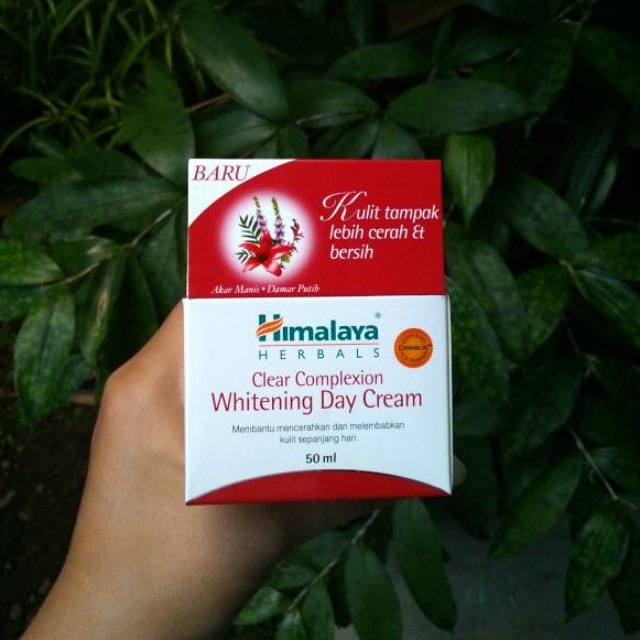 BARU
Kulit tampak
lebih cerah &
bersih
Akar Manis • Damar Putih
Himalaya®
HERBALS
Clear Complexion
Whitening Day Cream
Membantu mencerahkan dan melembabkan
kulit sepanjang hari
50 ml